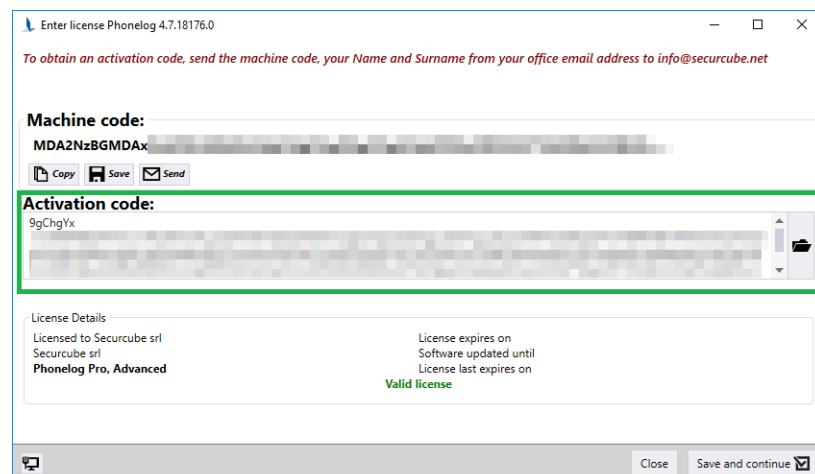 Enter license Phonelog 4.7.18176.0
To obtain an activation code, send the machine code, your Name and Surname from your office email address to info@securcube.net
Machine code:
MDA2NzBGMDAx
Copy Save Send
Activation code:
9gChgYx
License Details
Licensed to Securcube srl License expires on
Securcube srl Software updated until
Phonelog Pro, Advanced License last expires on
Valid license
Close Save and continue